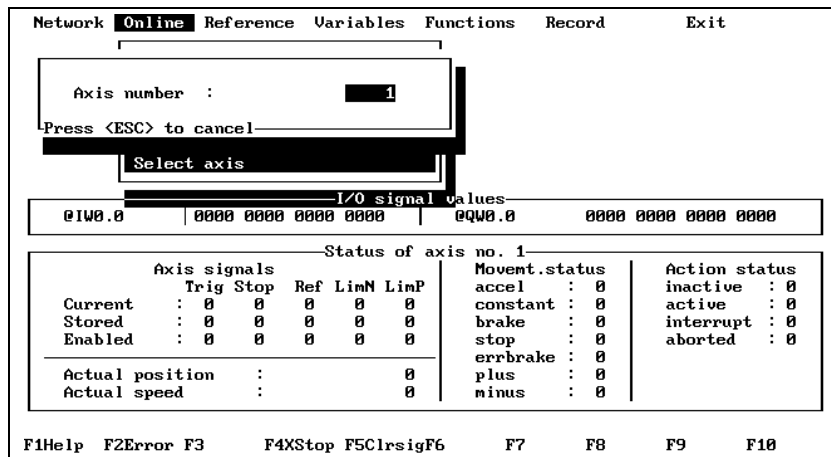 Network Online Reference Variables Functions Record Exit
Axis number : 1
Press <ESC> to cancel
Select axis
I/O signal values
@IW0.0 0000 0000 0000 0000 @QW0.0 0000 0000 0000 0000
Status of axis no. 1
Axis signals Movemt.status Action status
Trig Stop Ref LimN LimP accel : 0 inactive : 0
Current : 0 0 0 0 0 constant : 0 active : 0
Stored : 0 0 0 0 0 brake : 0 interrupt : 0
Enabled : 0 0 0 0 0 stop : 0 aborted : 0
errbrake : 0
Actual position : 0 plus : 0
Actual speed : 0 minus : 0
F1Help F2Error F3 F4XStop F5ClrsigF6 F7 F8 F9 F10